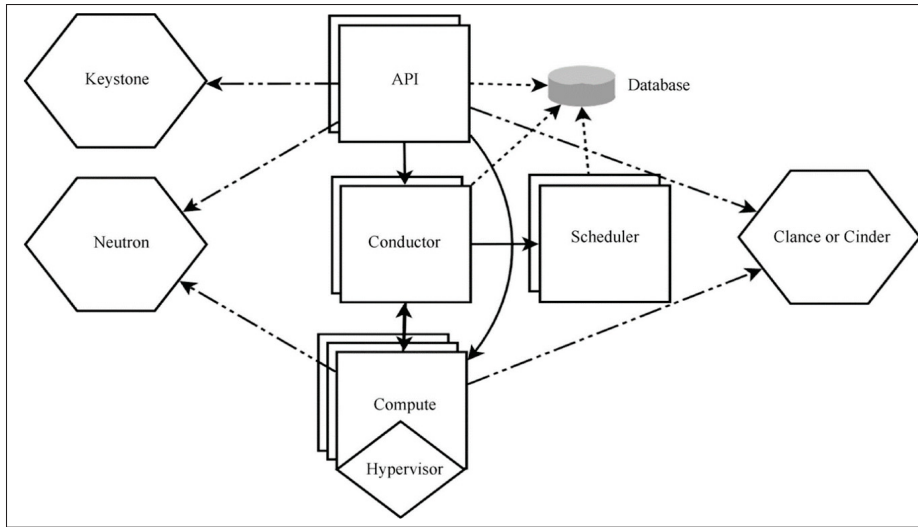 Keystone
API
Database
Neutron
Conductor
Scheduler
Clance or Cinder
Compute
Hypervisor